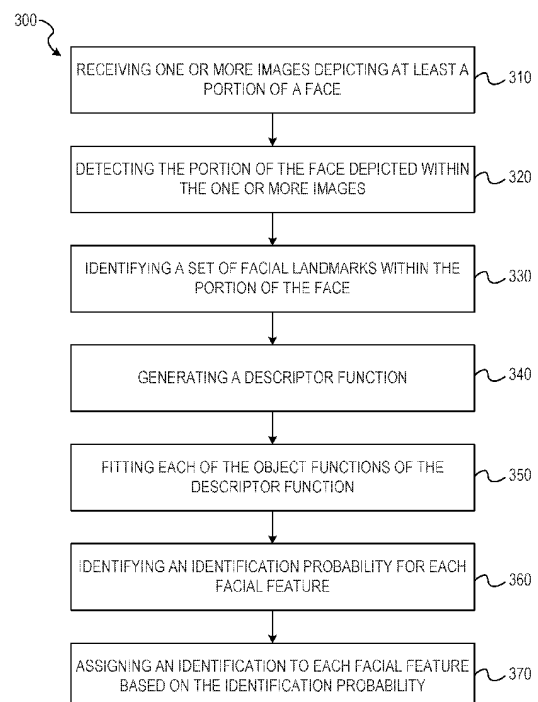 300
RECEIVING ONE OR MORE IMAGES DEPICTING AT LEAST A
PORTION OF A FACE
310
DETECTING THE PORTION OF THE FACE DEPICTED WITHIN
THE ONE OR MORE IMAGES
320
IDENTIFYING A SET OF FACIAL LANDMARKS WITHIN THE
PORTION OF THE FACE
330
GENERATING A DESCRIPTOR FUNCTION
340
FITTING EACH OF THE OBJECT FUNCTIONS OF THE
DESCRIPTOR FUNCTION
350
IDENTIFYING AN IDENTIFICATION PROBABILITY FOR EACH
FACIAL FEATURE
360
ASSIGNING AN IDENTIFICATION TO EACH FACIAL FEATURE
BASED ON THE IDENTIFICATION PROBABILITY
370